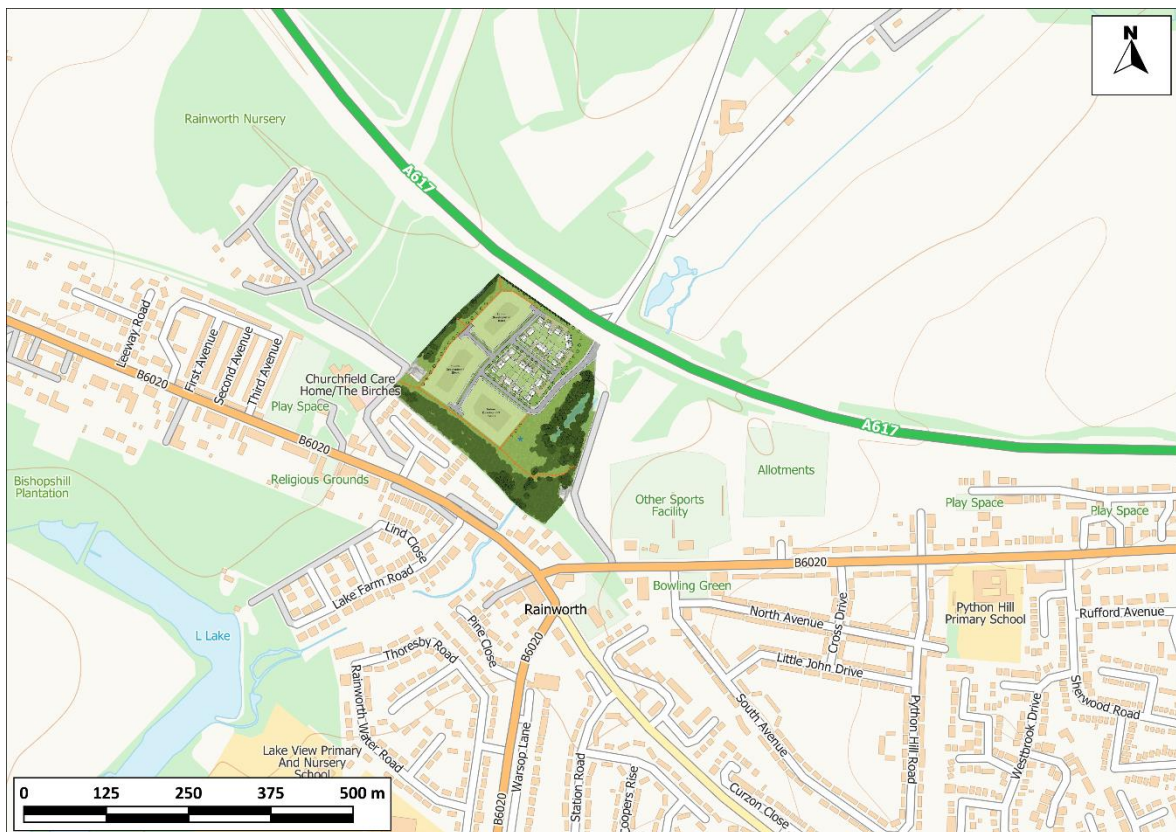 N
A617
Rainworth Nursery
Leeway Road
First Avenue
Second Avenue
Third Avenue
B6020
Churchfield Care
Home/The Birches
Play Space
B6020
Religious Grounds
Bishopshill
Plantation
Lind Close
Lake Farm Road
L Lake
A617
Allotments
Other Sports
Facility
Play Space
Play Space
B6020
Bowling Green
Rainworth
North Avenue
Cross Drive
Python Hill
Primary School
Rufford Avenue
Little John Drive
Pine Close
Thoresby Road
B6020
Rainworth Water Road
South Avenue
Python Hill Road
Sherwood Road
Westbrook Drive
Warsop Lane
Station Road
Coopers Rise
Curzon Close
Lake View Primary
And Nursery
School
0 125 250 375 500 m